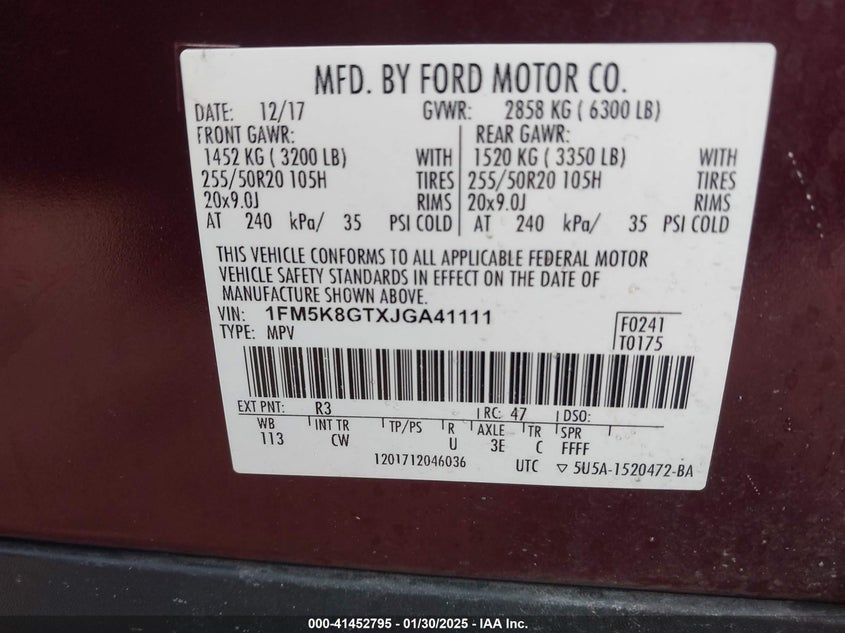 MFD. BY FORD MOTOR CO.
DATE: 12/17 GVWR: 2858 KG ( 6300 LB)
FRONT GAWR: REAR GAWR:
1452 KG ( 3200 LB) WITH 1520 KG ( 3350 LB) WITH
255/50R20 105H TIRES 255/50R20 105H TIRES
20x9.0J RIMS 20x9.0J RIMS
AT 240 kPa/ 35 PSI COLD AT 240 kPa/ 35 PSI COLD
THIS VEHICLE CONFORMS TO ALL APPLICABLE FEDERAL MOTOR
VEHICLE SAFETY STANDARDS IN EFFECT ON THE DATE OF
MANUFACTURE SHOWN ABOVE.
VIN: 1FM5K8GTXJGA41111 F0241
TYPE: MPV T0175
EXT PNT: R3 RC: 47 DSO:
WB INT TR TP/PS R AXLE TR SPR
113 CW U 3E C FFFF
1201712046036 UTC ▽ 5U5A-1520472-BA
000-41452795 — 01/30/2025 — IAA Inc.